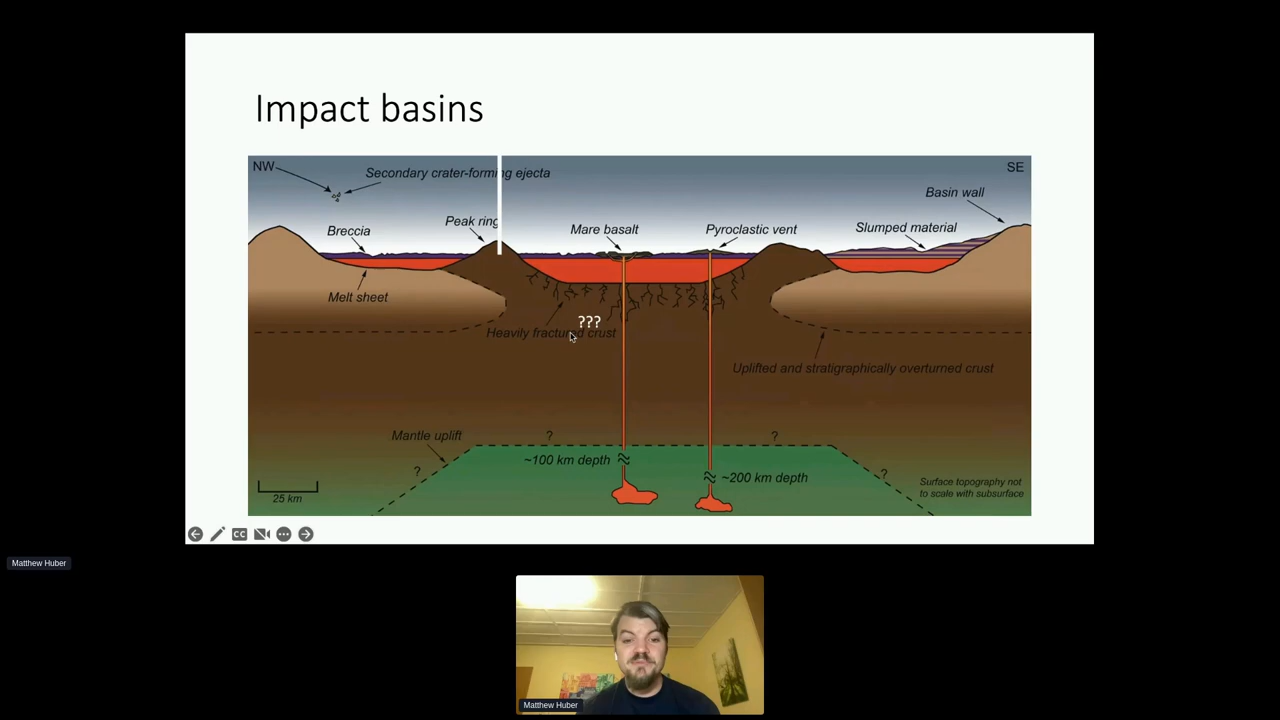 Impact basins
NW
Secondary crater-forming ejecta
SE
Basin wall
Breccia
Peak ring
Mare basalt
Pyroclastic vent
Slumped material
Melt sheet
???
Heavily fractured crust
Uplifted and stratigraphically overturned crust
Mantle uplift
?
?
?
?
~100 km depth
~200 km depth
25 km
Surface topography not
to scale with subsurface
CC
Matthew Huber
Matthew Huber